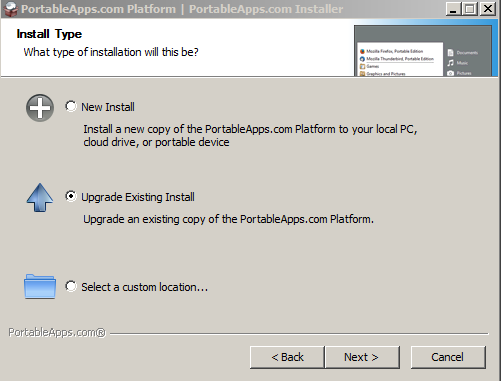 PortableApps.com Platform | PortableApps.com Installer
Install Type
What type of installation will this be?
Mozilla Firefox, Portable Edition
Mozilla Thunderbird, Portable Edition
Games
Graphics and Pictures
Documents
Music
Pictures
New Install
Install a new copy of the PortableApps.com Platform to your local PC,
cloud drive, or portable device
Upgrade Existing Install
Upgrade an existing copy of the PortableApps.com Platform.
Select a custom location...
PortableApps.com®
< Back
Next >
Cancel